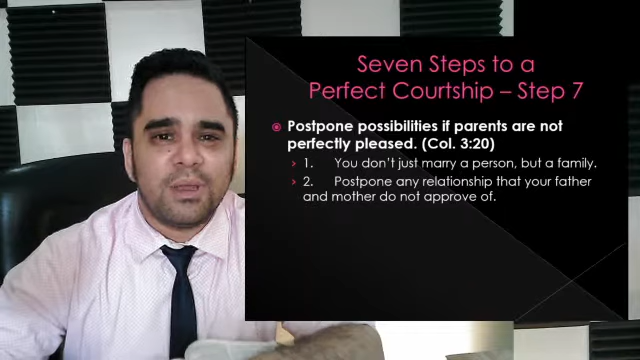 Seven Steps to a
Perfect Courtship – Step 7
Postpone possibilities if parents are not
perfectly pleased. (Col. 3:20)
1. You don't just marry a person, but a family.
2. Postpone any relationship that your father
and mother do not approve of.